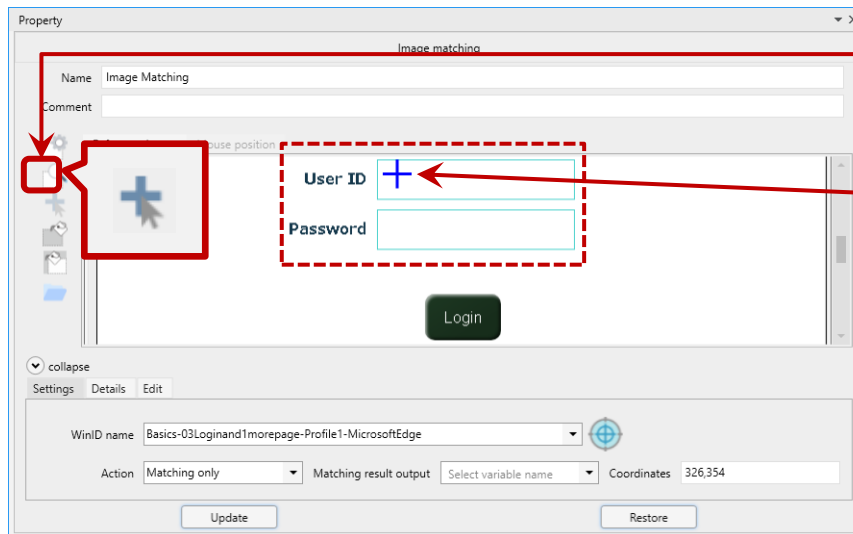 Property
Image matching
Name Image Matching
Comment
ouse position
User ID
Password
Login
collapse
Settings Details Edit
WinID name Basics-03Loginand1morepage-Profile1-MicrosoftEdge
Action Matching only Matching result output Select variable name Coordinates 326,354
Update Restore